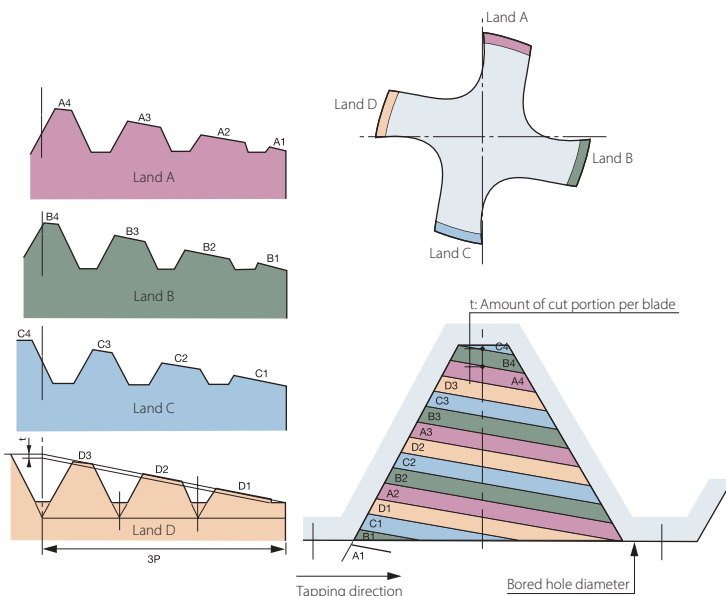 Land A
Land D
Land B
Land C
A4
A3
A2
A1
Land A
B4
B3
B2
B1
Land B
C4
C3
C2
C1
Land C
t
D3
D2
D1
Land D
3P
t: Amount of cut portion per blade
C4
B4
A4
D3
C3
B3
A3
D2
C2
B2
A2
D1
C1
B1
A1
Tapping direction
Bored hole diameter